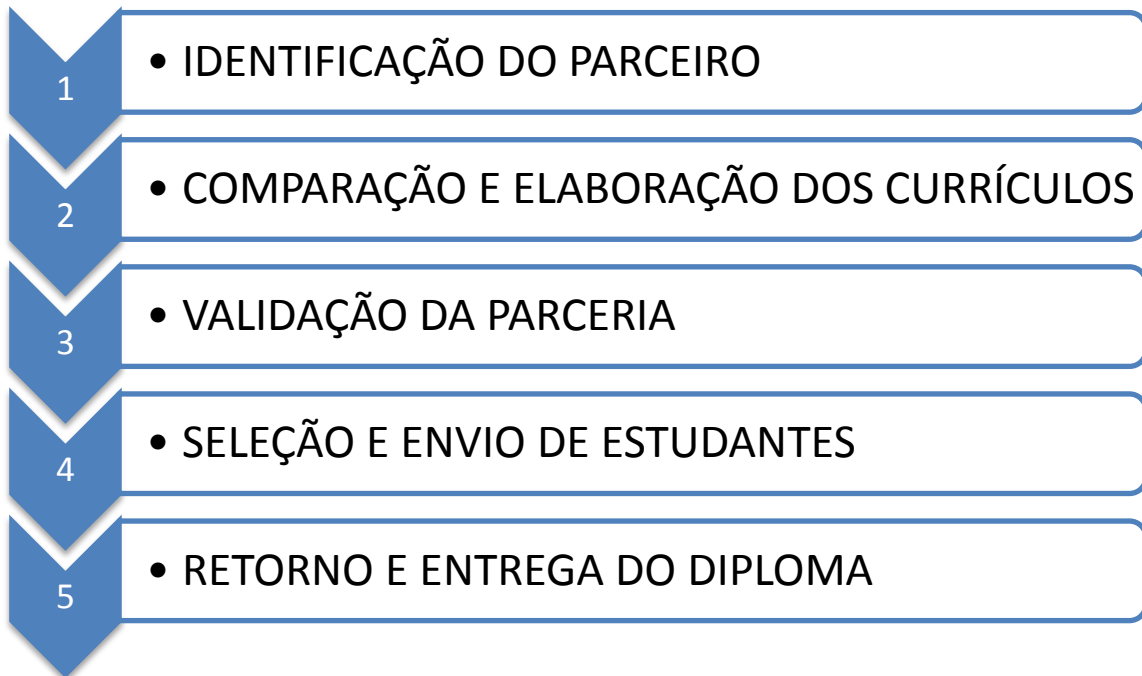 1
• IDENTIFICAÇÃO DO PARCEIRO
2
• COMPARAÇÃO E ELABORAÇÃO DOS CURRÍCULOS
3
• VALIDAÇÃO DA PARCERIA
4
• SELEÇÃO E ENVIO DE ESTUDANTES
5
• RETORNO E ENTREGA DO DIPLOMA